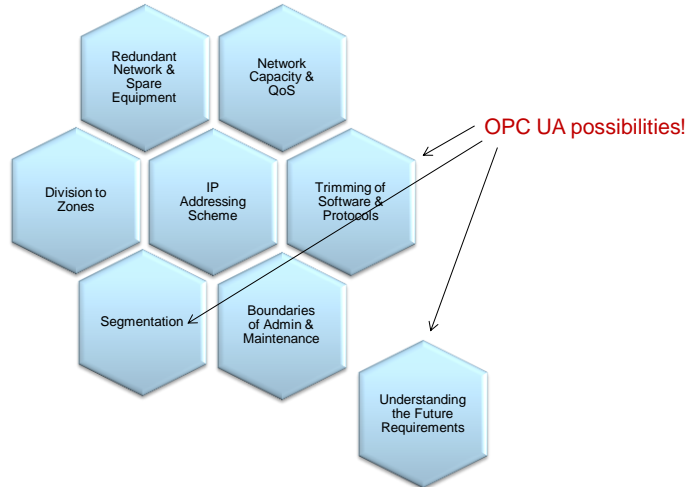 Redundant
Network &
Spare
Equipment
Network
Capacity &
QoS
OPC UA possibilities!
Division to
Zones
IP
Addressing
Scheme
Trimming of
Software &
Protocols
Segmentation
Boundaries
of Admin &
Maintenance
Understanding
the Future
Requirements